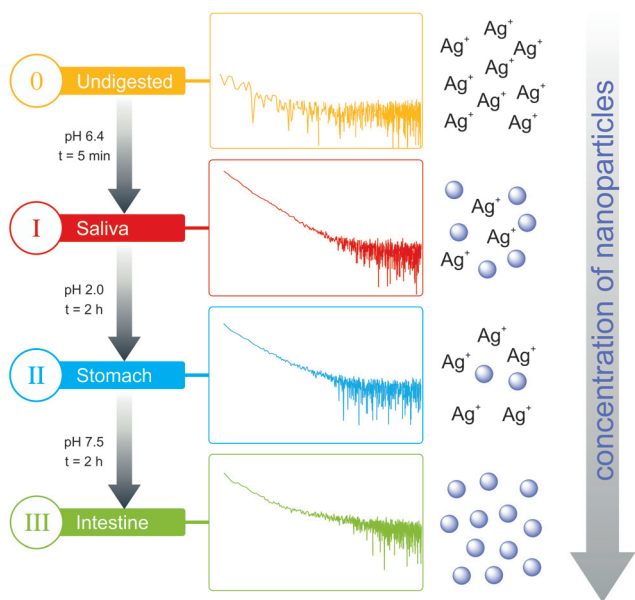 0 Undigested
Ag⁺
Ag⁺ Ag⁺
Ag⁺
Ag⁺ Ag⁺
Ag⁺
Ag⁺ Ag⁺
pH 6.4
t = 5 min
I Saliva
Ag⁺
Ag⁺
Ag⁺
pH 2.0
t = 2 h
II Stomach
Ag⁺
Ag⁺ Ag⁺
Ag⁺ Ag⁺
pH 7.5
t = 2 h
III Intestine
concentration of nanoparticles